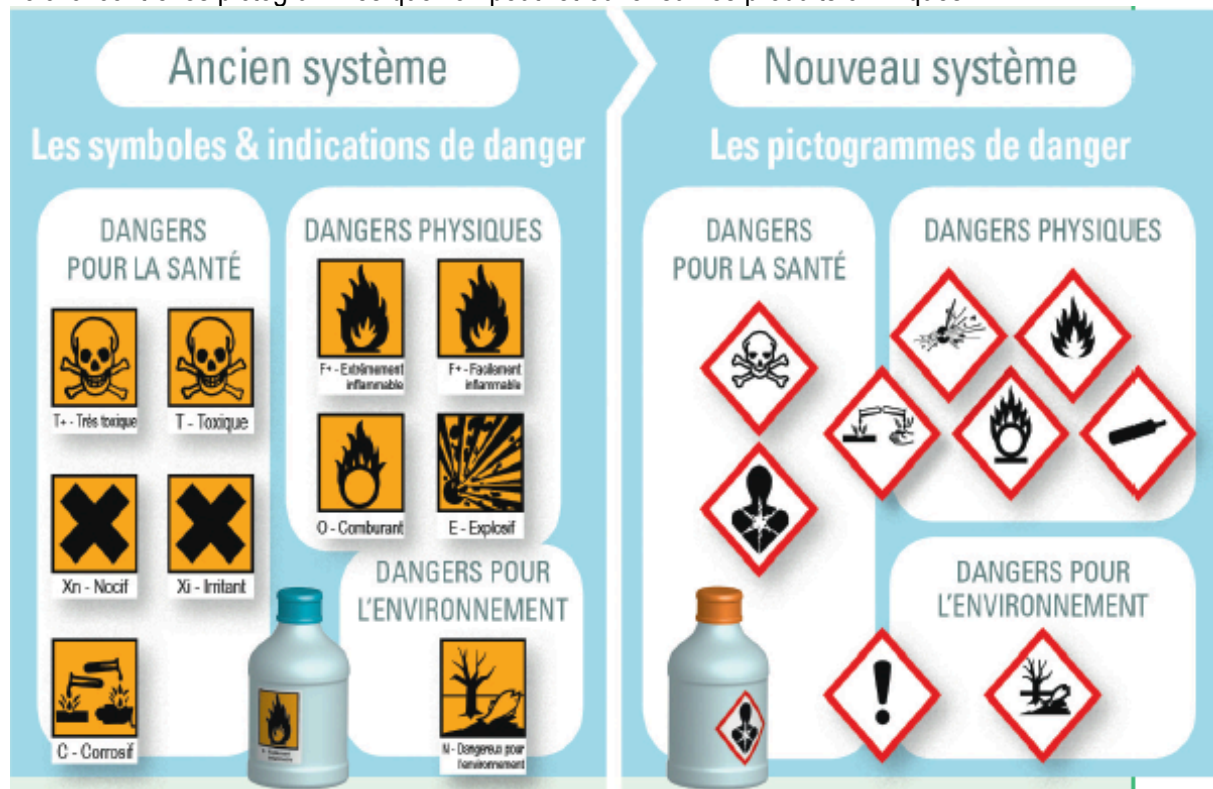 Ancien système
Les symboles & indications de danger
DANGERS
POUR LA SANTÉ
T+ - Très toxique
T - Toxique
Xn - Nocif
Xi - Irritant
C - Corrosif
DANGERS PHYSIQUES
F+ - Extrêmement
inflammable
F+ - Facilement
inflammable
O - Comburant
E - Explosif
DANGERS POUR
L'ENVIRONNEMENT
N - Dangereux pour
l'environnement
Nouveau système
Les pictogrammes de danger
DANGERS
POUR LA SANTÉ
DANGERS PHYSIQUES
DANGERS POUR
L'ENVIRONNEMENT